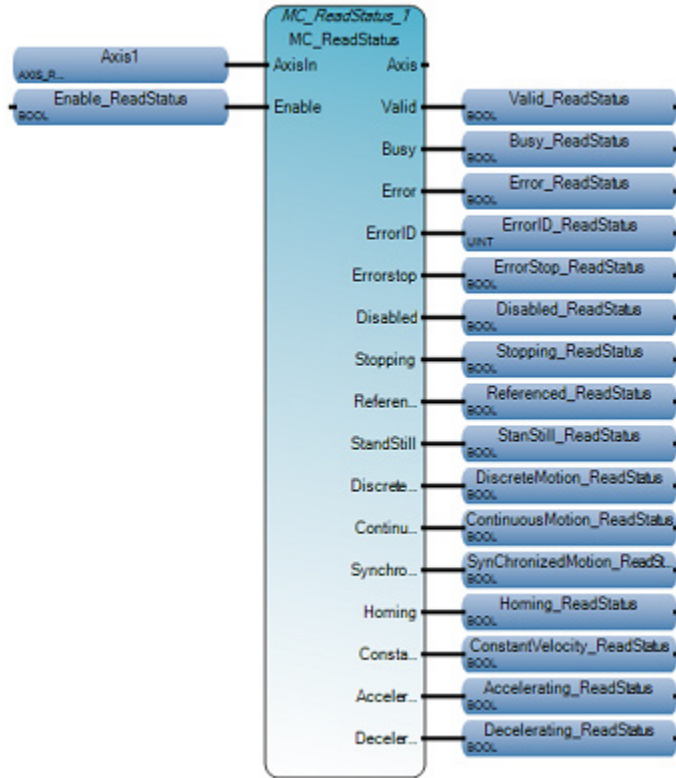 MC_ReadStatus_1
MC_ReadStatus
Axis1
AXIS_R...
AxisIn
Axis
Enable_ReadStatus
BOOL
Enable
Valid
Valid_ReadStatus
BOOL
Busy
Busy_ReadStatus
BOOL
Error
Error_ReadStatus
BOOL
ErrorID
ErrorID_ReadStatus
UINT
Errorstop
ErrorStop_ReadStatus
BOOL
Disabled
Disabled_ReadStatus
BOOL
Stopping
Stopping_ReadStatus
BOOL
Referen...
Referenced_ReadStatus
BOOL
StandStill
StanStill_ReadStatus
BOOL
Discrete...
DiscreteMotion_ReadStatus
BOOL
Continu...
ContinuousMotion_ReadStatus
BOOL
Synchro...
SynChronizedMotion_ReadSt...
BOOL
Homing
Homing_ReadStatus
BOOL
Consta...
ConstantVelocity_ReadStatus
BOOL
Acceler...
Accelerating_ReadStatus
BOOL
Deceler...
Decelerating_ReadStatus
BOOL